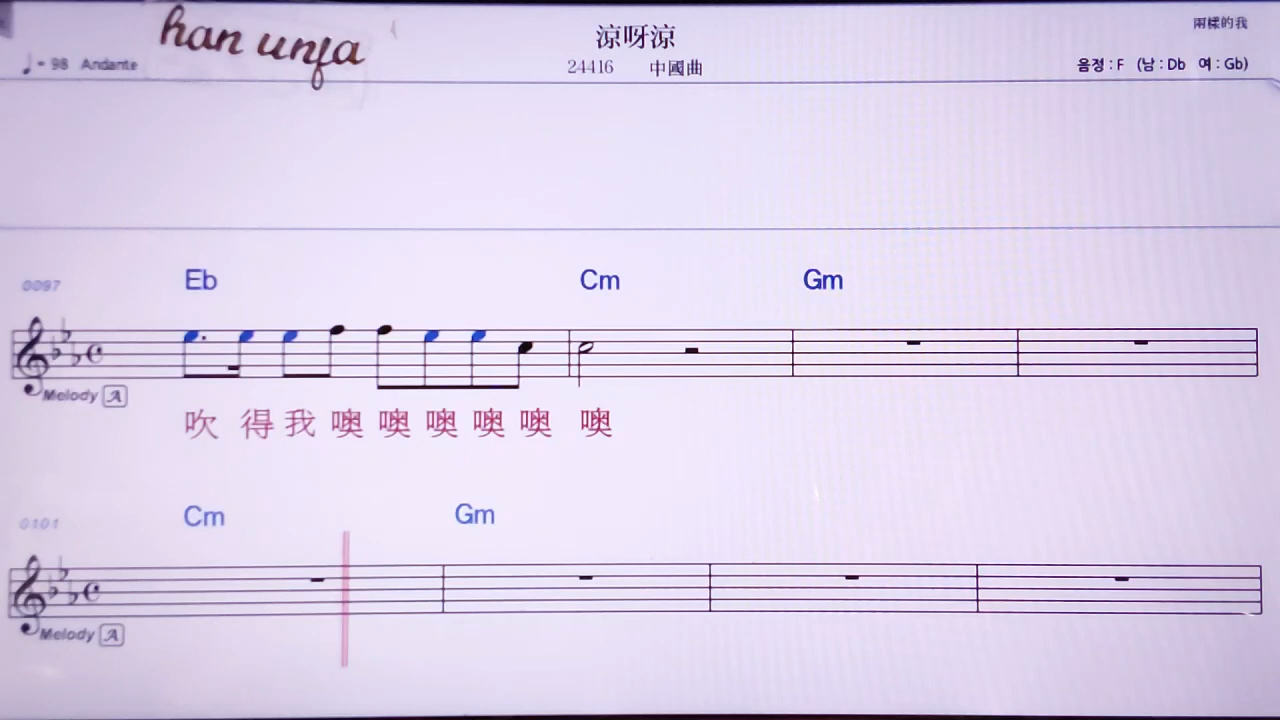 han unfa
涼呀涼
兩樣的我
♩= 98 Andante
24416 中國曲
음정 : F (남 : Db 여 : Gb)
0097
Eb Cm Gm
Melody A
吹 得 我 噢 噢 噢 噢 噢 噢
0101
Cm Gm
Melody A